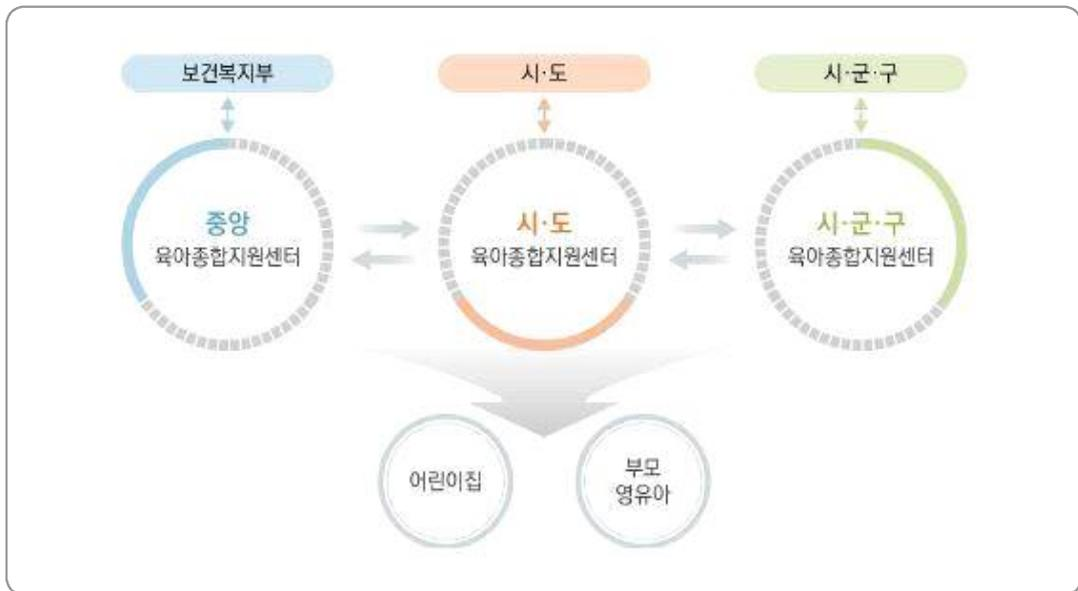 보건복지부
시·도
시·군·구
중앙
육아종합지원센터
시·도
육아종합지원센터
시·군·구
육아종합지원센터
어린이집
부모
영유아